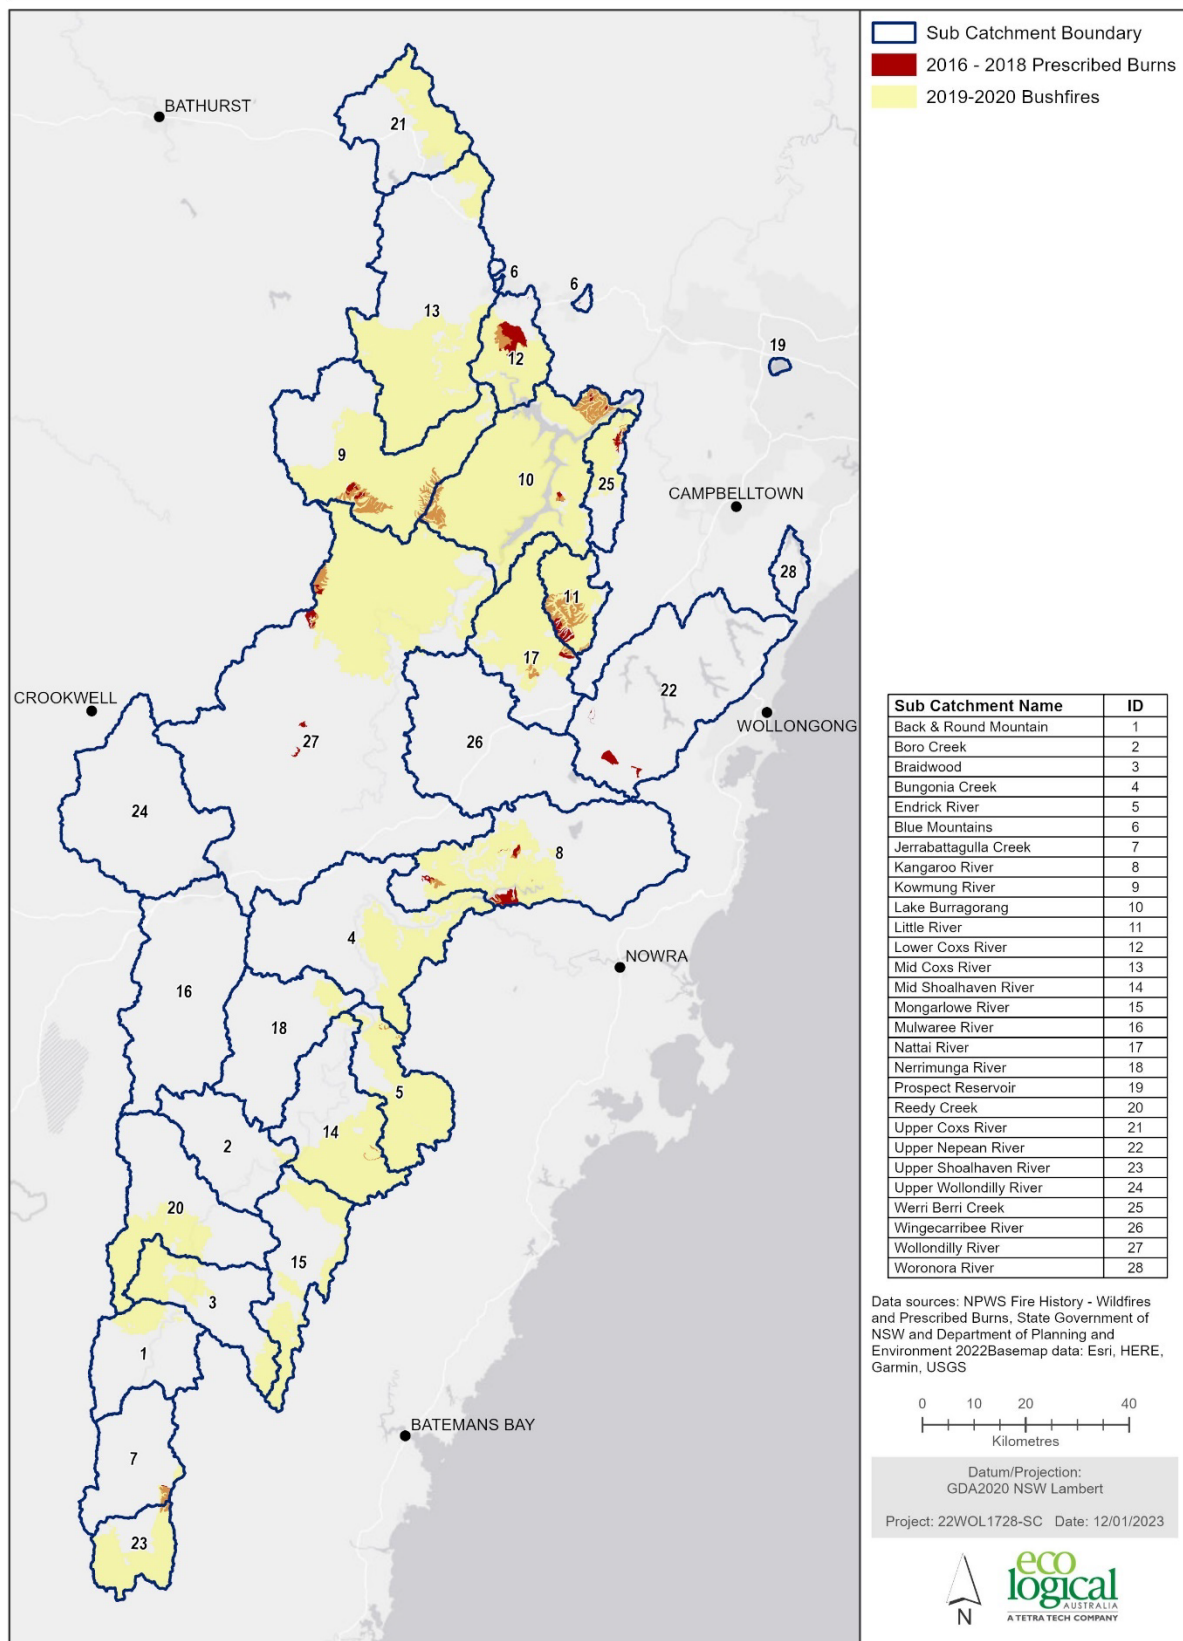 Sub Catchment Boundary
2016 - 2018 Prescribed Burns
2019-2020 Bushfires
BATHURST
21
6
6
13
19
12
9
10
25
CAMPBELLTOWN
28
11
17
22
CROOKWELL
WOLLONGONG
27
26
24
8
4
NOWRA
16
18
5
14
2
20
15
3
1
BATEMANS BAY
7
23
Sub Catchment Name ID
Back & Round Mountain 1
Boro Creek 2
Braidwood 3
Bungonia Creek 4
Endrick River 5
Blue Mountains 6
Jerrabattagulla Creek 7
Kangaroo River 8
Kowmung River 9
Lake Burragorang 10
Little River 11
Lower Coxs River 12
Mid Coxs River 13
Mid Shoalhaven River 14
Mongarlowe River 15
Mulwaree River 16
Nattai River 17
Nerrimunga River 18
Prospect Reservoir 19
Reedy Creek 20
Upper Coxs River 21
Upper Nepean River 22
Upper Shoalhaven River 23
Upper Wollondilly River 24
Werri Berri Creek 25
Wingecarribee River 26
Wollondilly River 27
Woronora River 28
Data sources: NPWS Fire History - Wildfires
and Prescribed Burns, State Government of
NSW and Department of Planning and
Environment 2022Basemap data: Esri, HERE,
Garmin, USGS
0 10 20 40
Kilometres
Datum/Projection:
GDA2020 NSW Lambert
Project: 22WOL1728-SC Date: 12/01/2023
N
eco
logical
AUSTRALIA
A TETRA TECH COMPANY